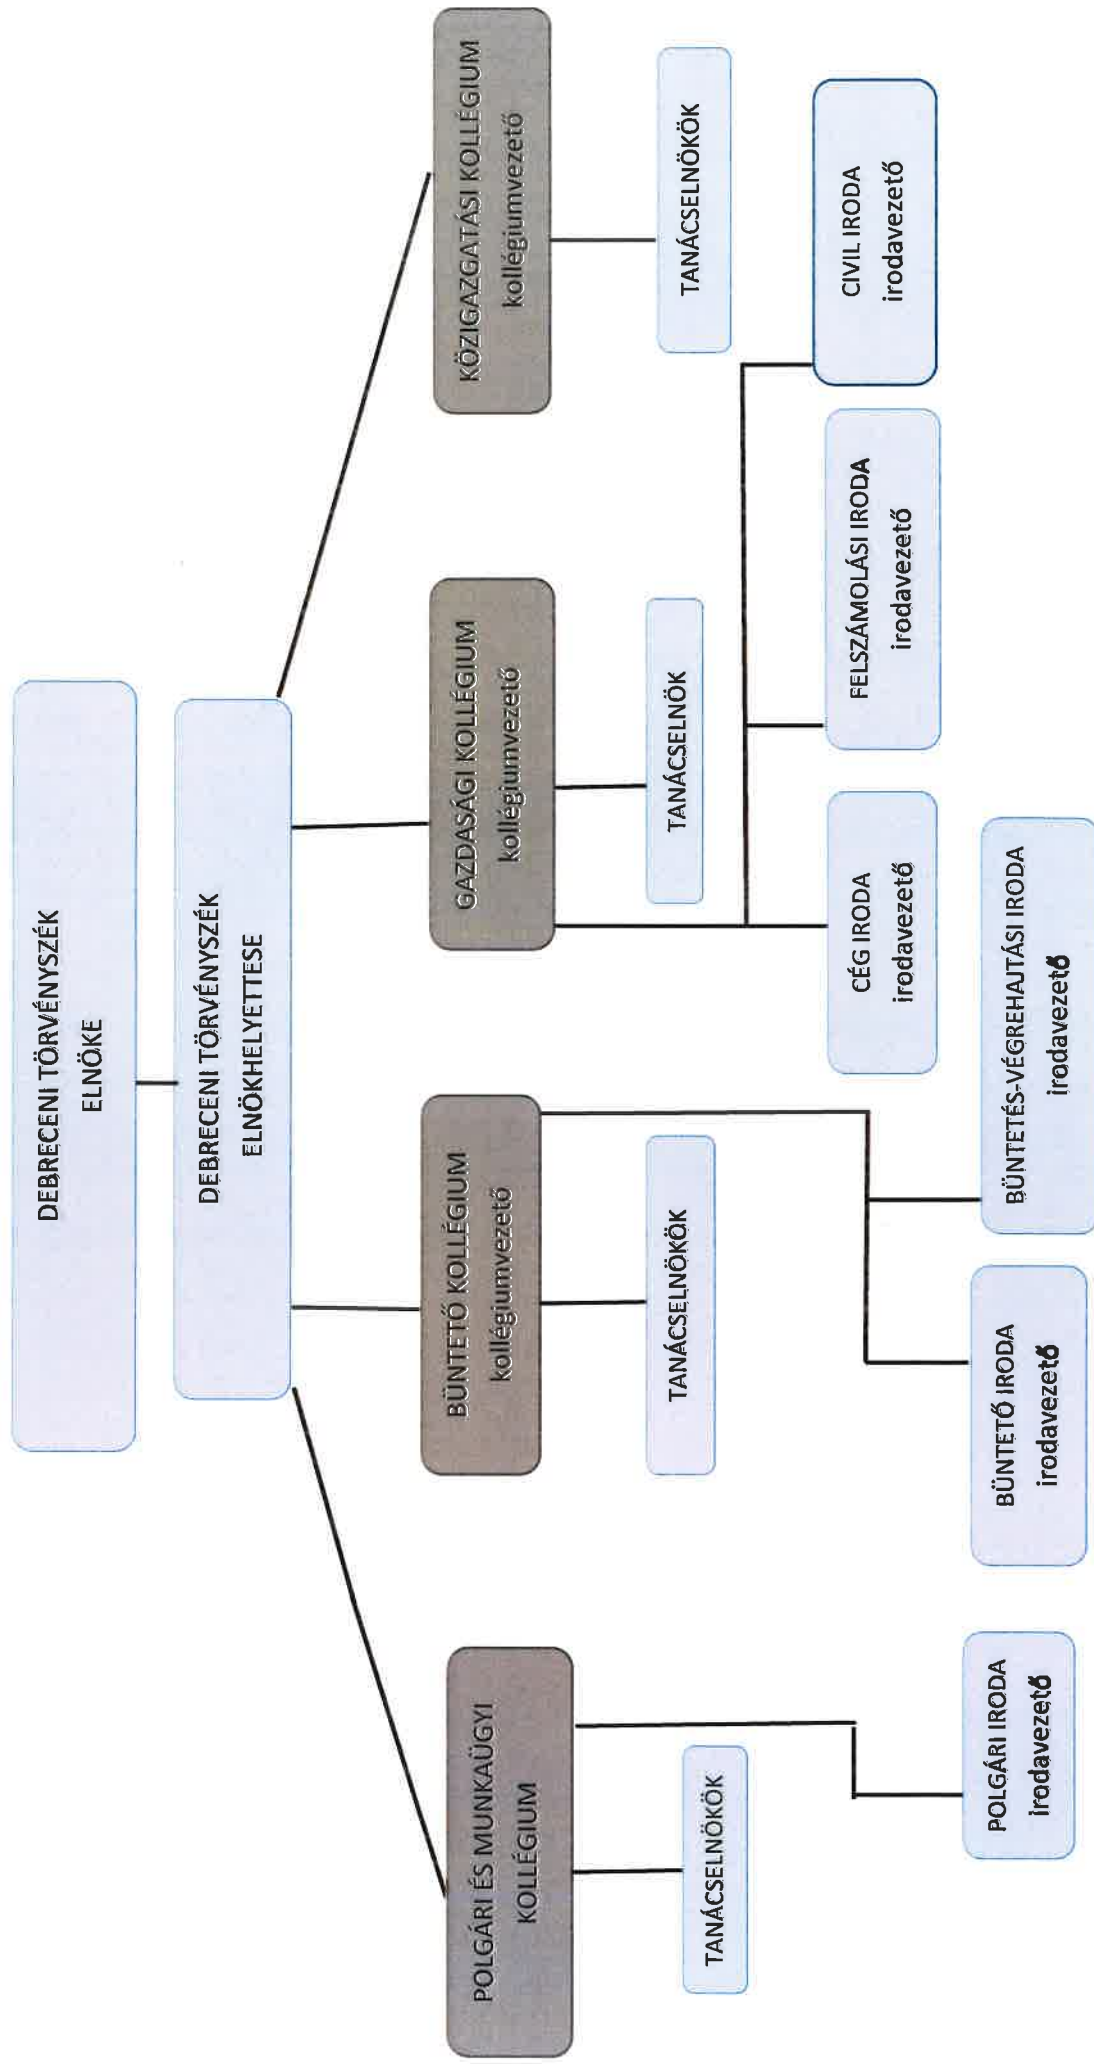 DEBRECENI TÖRVÉNYSZÉK
ELNÖKE
DEBRECENI TÖRVÉNYSZÉK
ELNÖKHELYETTESE
POLGÁRI ÉS MUNKAÜGYI
KOLLÉGIUM
BÜNTETŐ KOLLÉGIUM
kollégiumvezető
GAZDASÁGI KOLLÉGIUM
kollégiumvezető
KÖZIGAZGATÁSI KOLLÉGIUM
kollégiumvezető
TANÁCSELNÖKÖK
TANÁCSELNÖKÖK
TANÁCSELNÖK
TANÁCSELNÖKÖK
POLGÁRI IRODA
irodavezető
BÜNTETŐ IRODA
irodavezető
BÜNTETÉS-VÉGREHAJTÁSI IRODA
irodavezető
CÉG IRODA
irodavezető
FELSZÁMOLÁSI IRODA
irodavezető
CIVIL IRODA
irodavezető